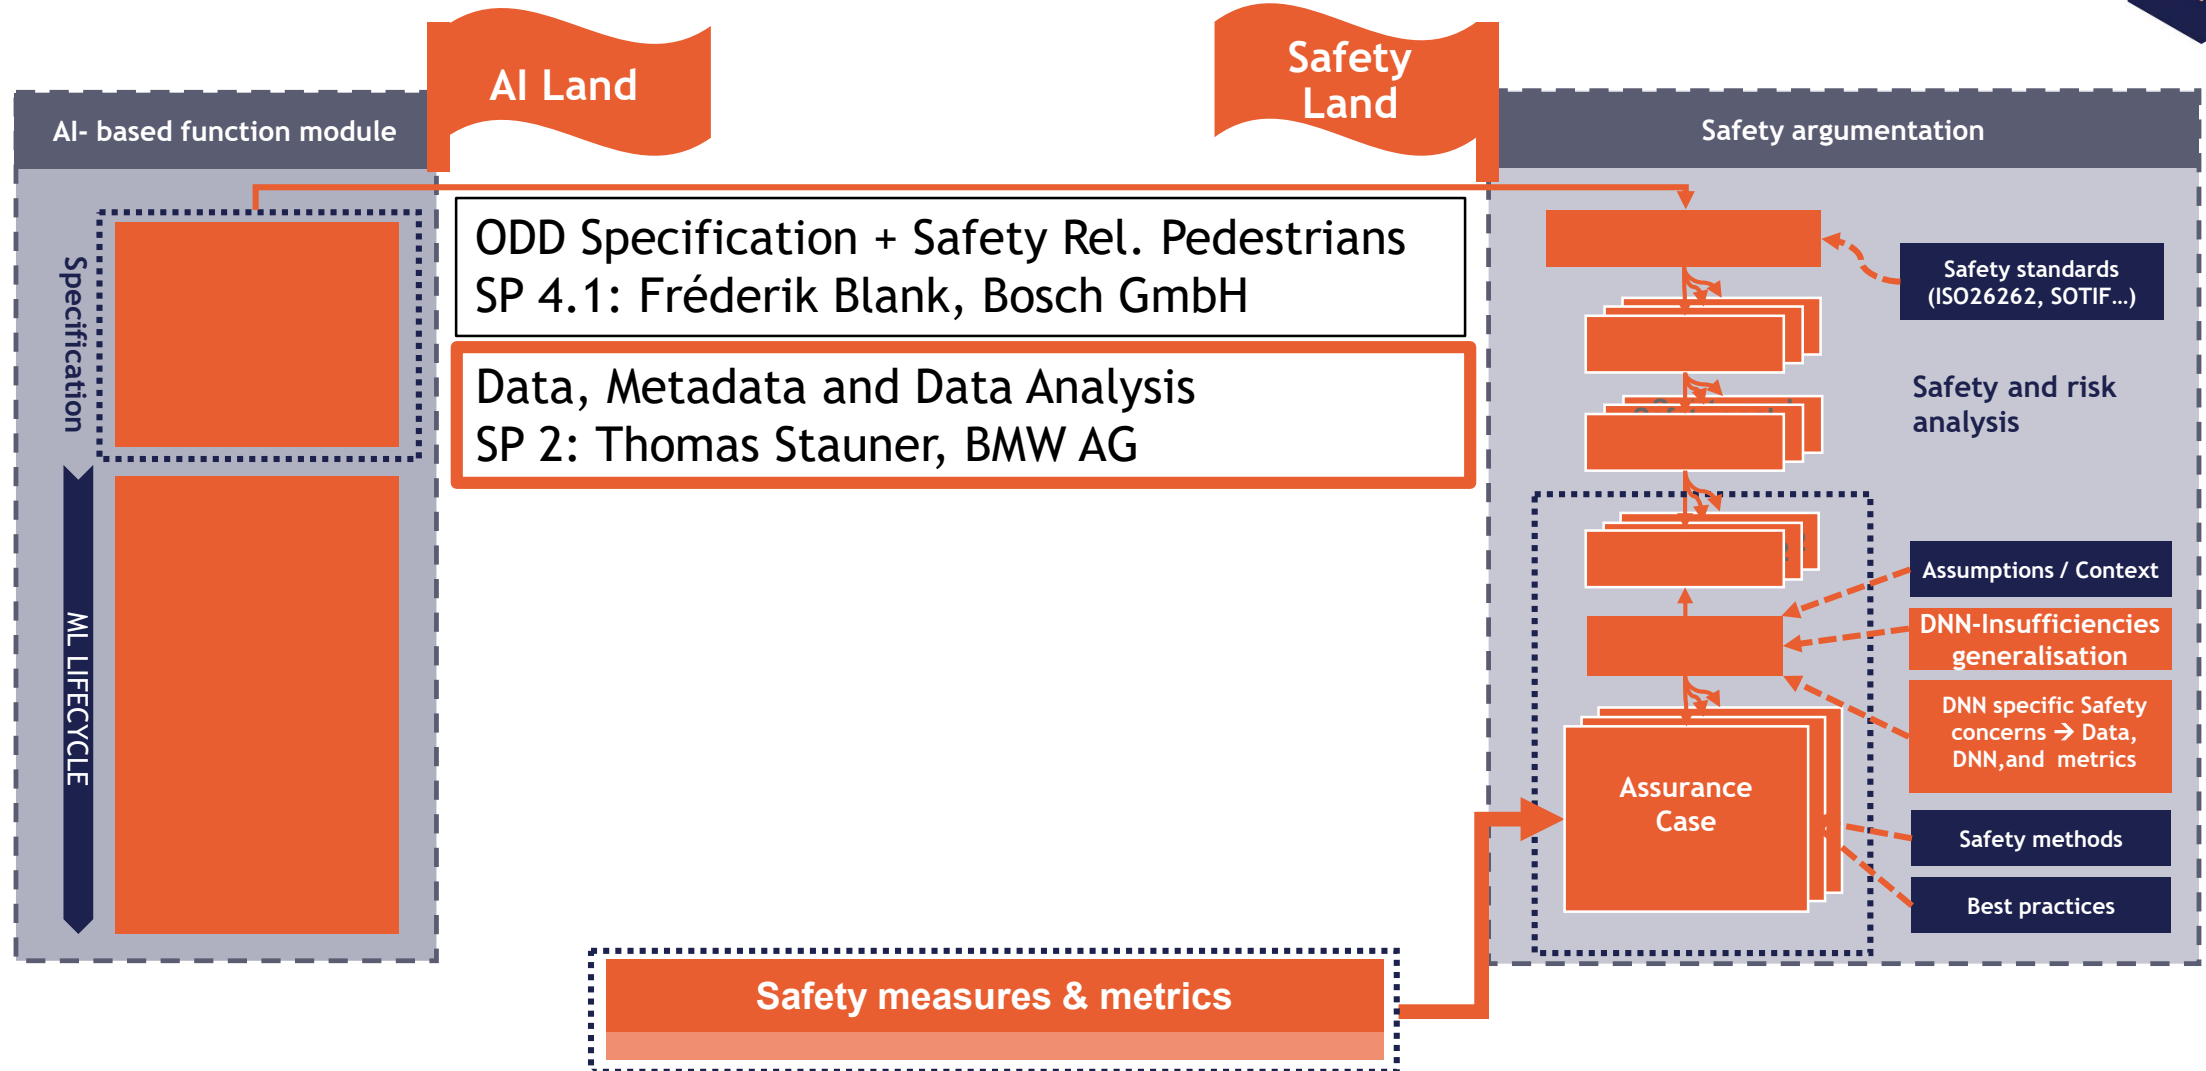 AI Land
Safety
Land
AI- based function module
Safety argumentation
Specification
ML LIFECYCLE
ODD Specification + Safety Rel. Pedestrians
SP 4.1: Fréderik Blank, Bosch GmbH
Data, Metadata and Data Analysis
SP 2: Thomas Stauner, BMW AG
Safety standards
(ISO26262, SOTIF…)
Safety and risk
analysis
Assumptions / Context
DNN-Insufficiencies
generalisation
DNN specific Safety
concerns → Data,
DNN,and metrics
Assurance
Case
Safety methods
Best practices
Safety measures & metrics